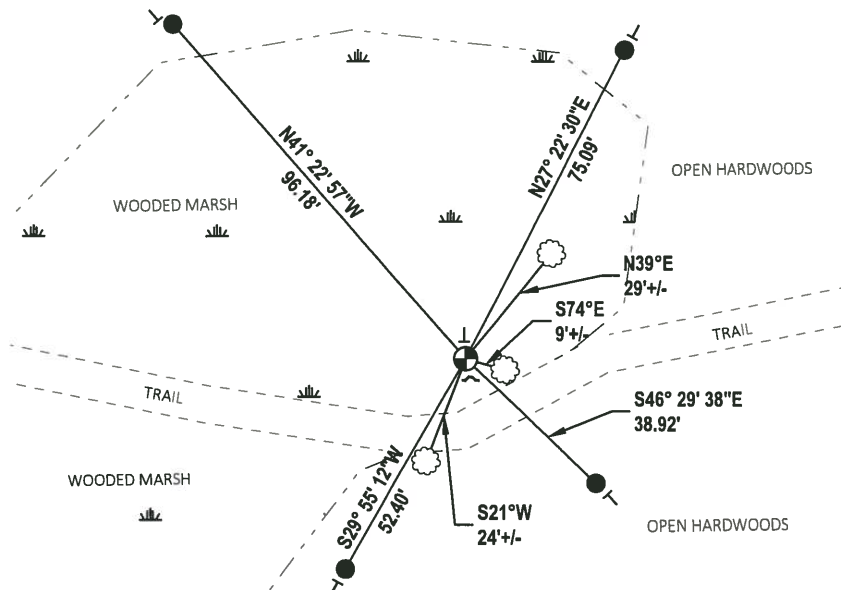 N41° 22' 57"W
96.18'
N27° 22' 30"E
75.09'
OPEN HARDWOODS
WOODED MARSH
N39°E
29'+/-
S74°E
9'+/-
TRAIL
TRAIL
S46° 29' 38"E
38.92'
WOODED MARSH
S29° 55' 12"W
52.40'
S21°W
24'+/-
OPEN HARDWOODS